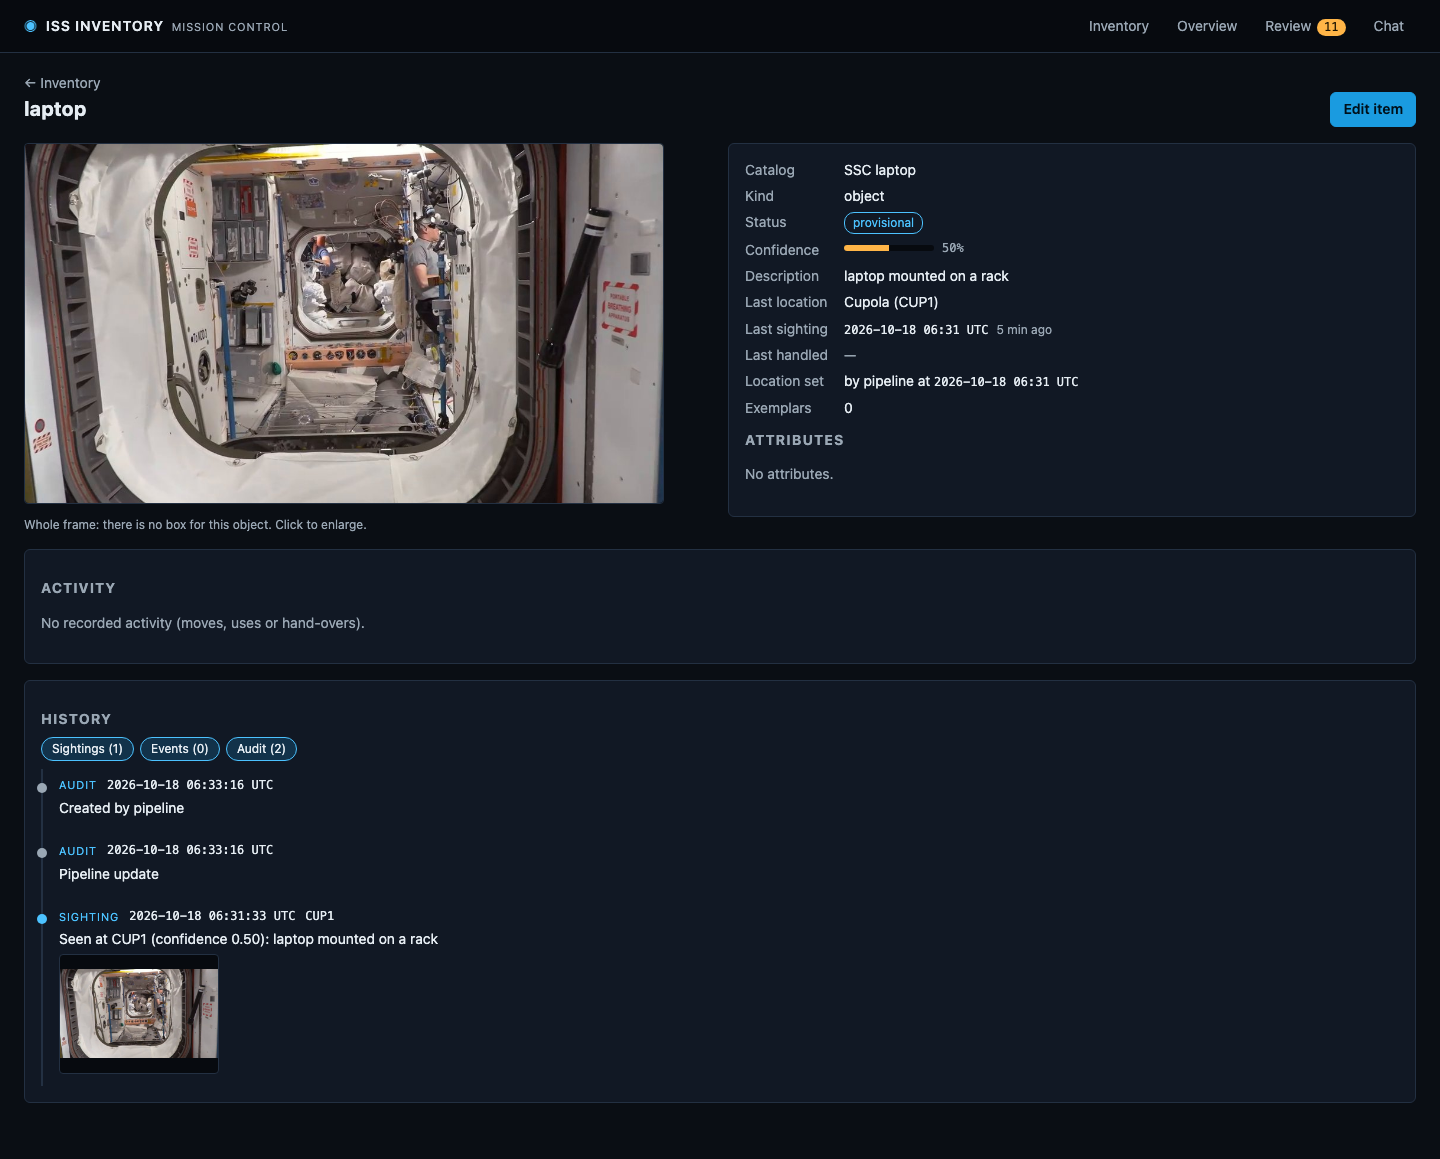 ISS INVENTORY MISSION CONTROL
Inventory Overview Review 11 Chat
← Inventory
laptop
Edit item
Catalog SSC laptop
Kind object
Status provisional
Confidence 50%
Description laptop mounted on a rack
Last location Cupola (CUP1)
Last sighting 2026-10-18 06:31 UTC 5 min ago
Last handled —
Location set by pipeline at 2026-10-18 06:31 UTC
Exemplars 0
ATTRIBUTES
No attributes.
Whole frame: there is no box for this object. Click to enlarge.
ACTIVITY
No recorded activity (moves, uses or hand-overs).
HISTORY
Sightings (1) Events (0) Audit (2)
AUDIT 2026-10-18 06:33:16 UTC
Created by pipeline
AUDIT 2026-10-18 06:33:16 UTC
Pipeline update
SIGHTING 2026-10-18 06:31:33 UTC CUP1
Seen at CUP1 (confidence 0.50): laptop mounted on a rack